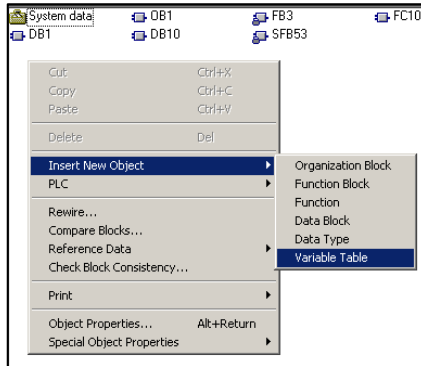 System data OB1 FB3 FC10
DB1 DB10 SFB53
Cut Ctrl+X
Copy Ctrl+C
Paste Ctrl+V
Delete Del
Insert New Object
PLC
Rewire...
Compare Blocks...
Reference Data
Check Block Consistency...
Print
Object Properties... Alt+Return
Special Object Properties
Organization Block
Function Block
Function
Data Block
Data Type
Variable Table